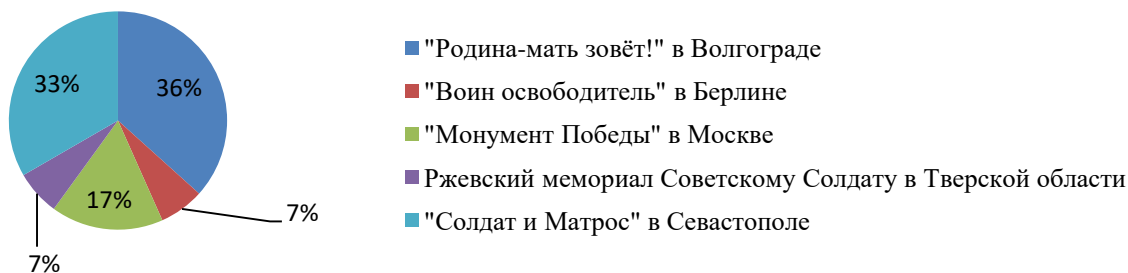 33%
36%
17%
7%
7%
"Родина-мать зовёт!" в Волгограде
"Воин освободитель" в Берлине
"Монумент Победы" в Москве
Ржевский мемориал Советскому Солдату в Тверской области
"Солдат и Матрос" в Севастополе